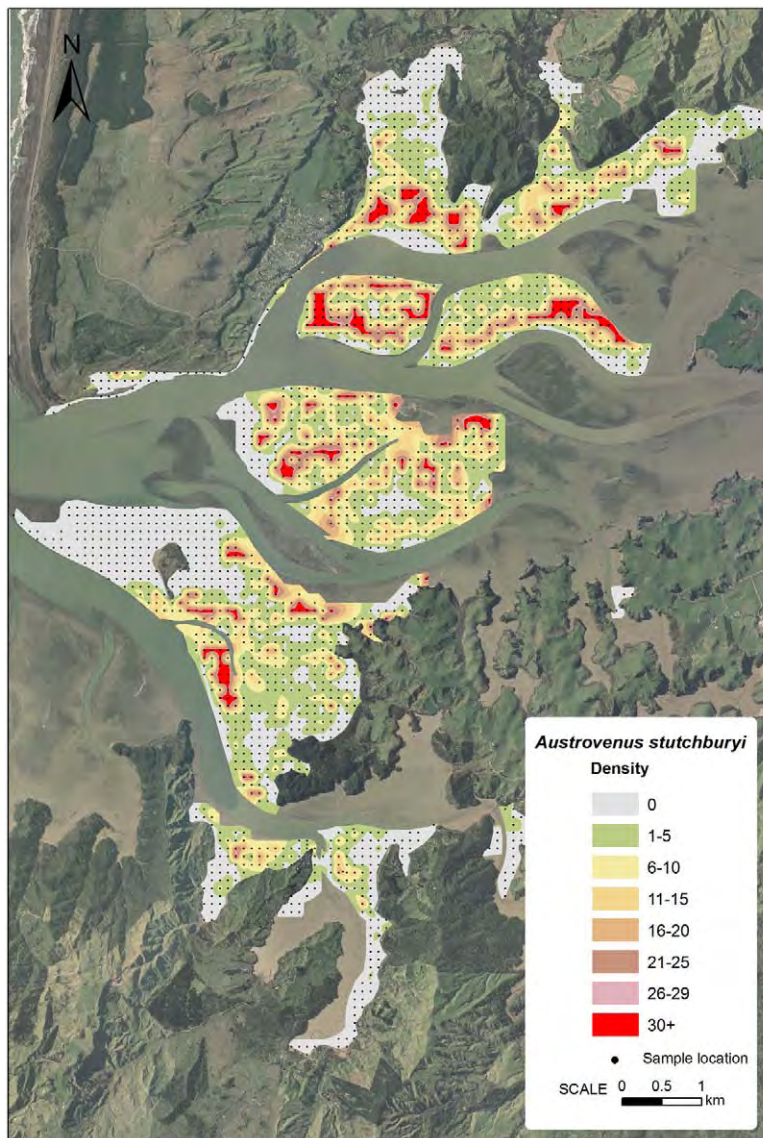 N
Austrovenus stutchburyi
Density
0
1-5
6-10
11-15
16-20
21-25
26-29
30+
Sample location
SCALE 0 0.5 1
km